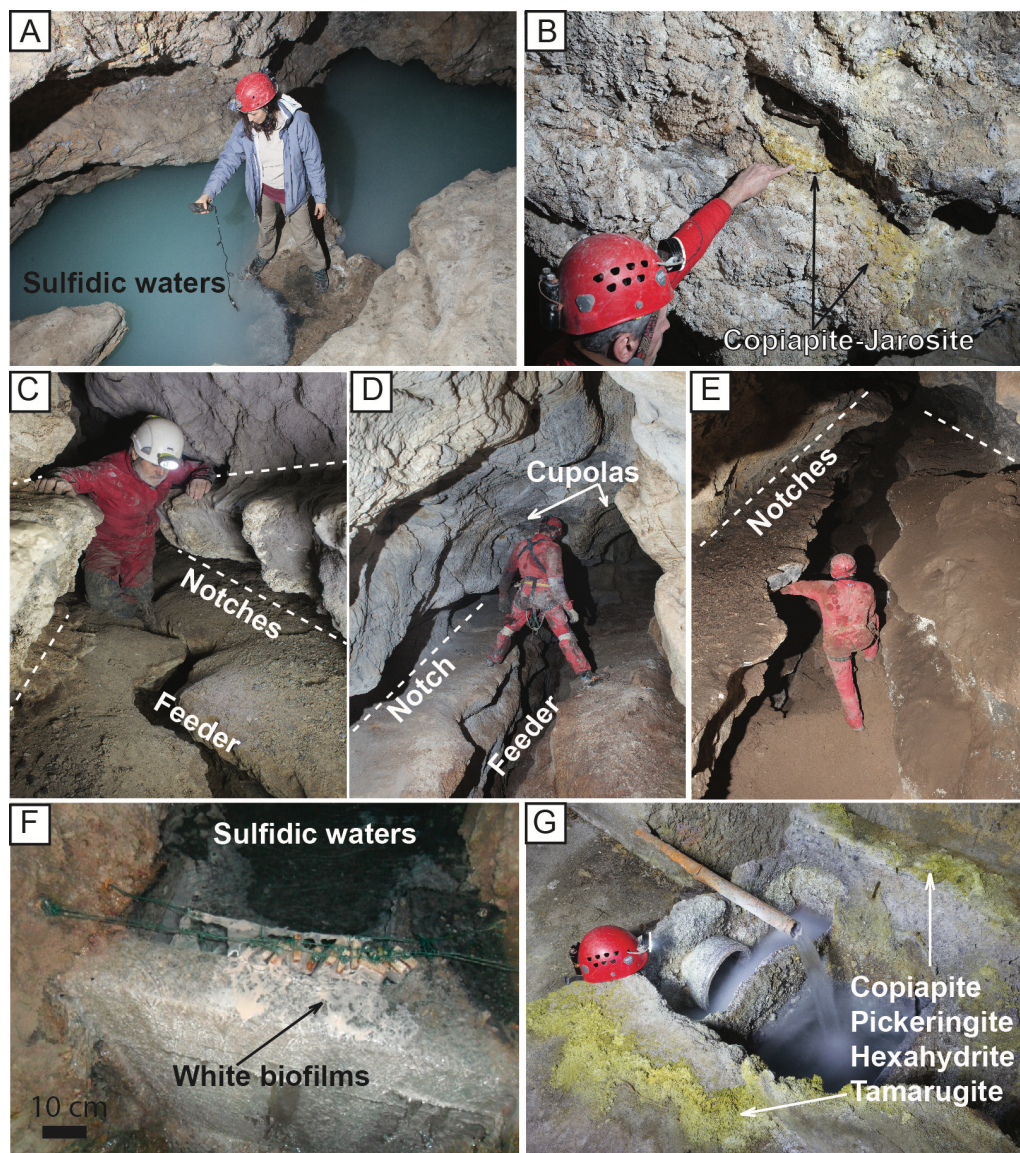 A
Sulfidic waters
B
Copiapite-Jarosite
C
Notches
Feeder
D
Cupolas
Notch
Feeder
E
Notches
F
Sulfidic waters
White biofilms
10 cm
G
Copiapite
Pickeringite
Hexahydrite
Tamarugite